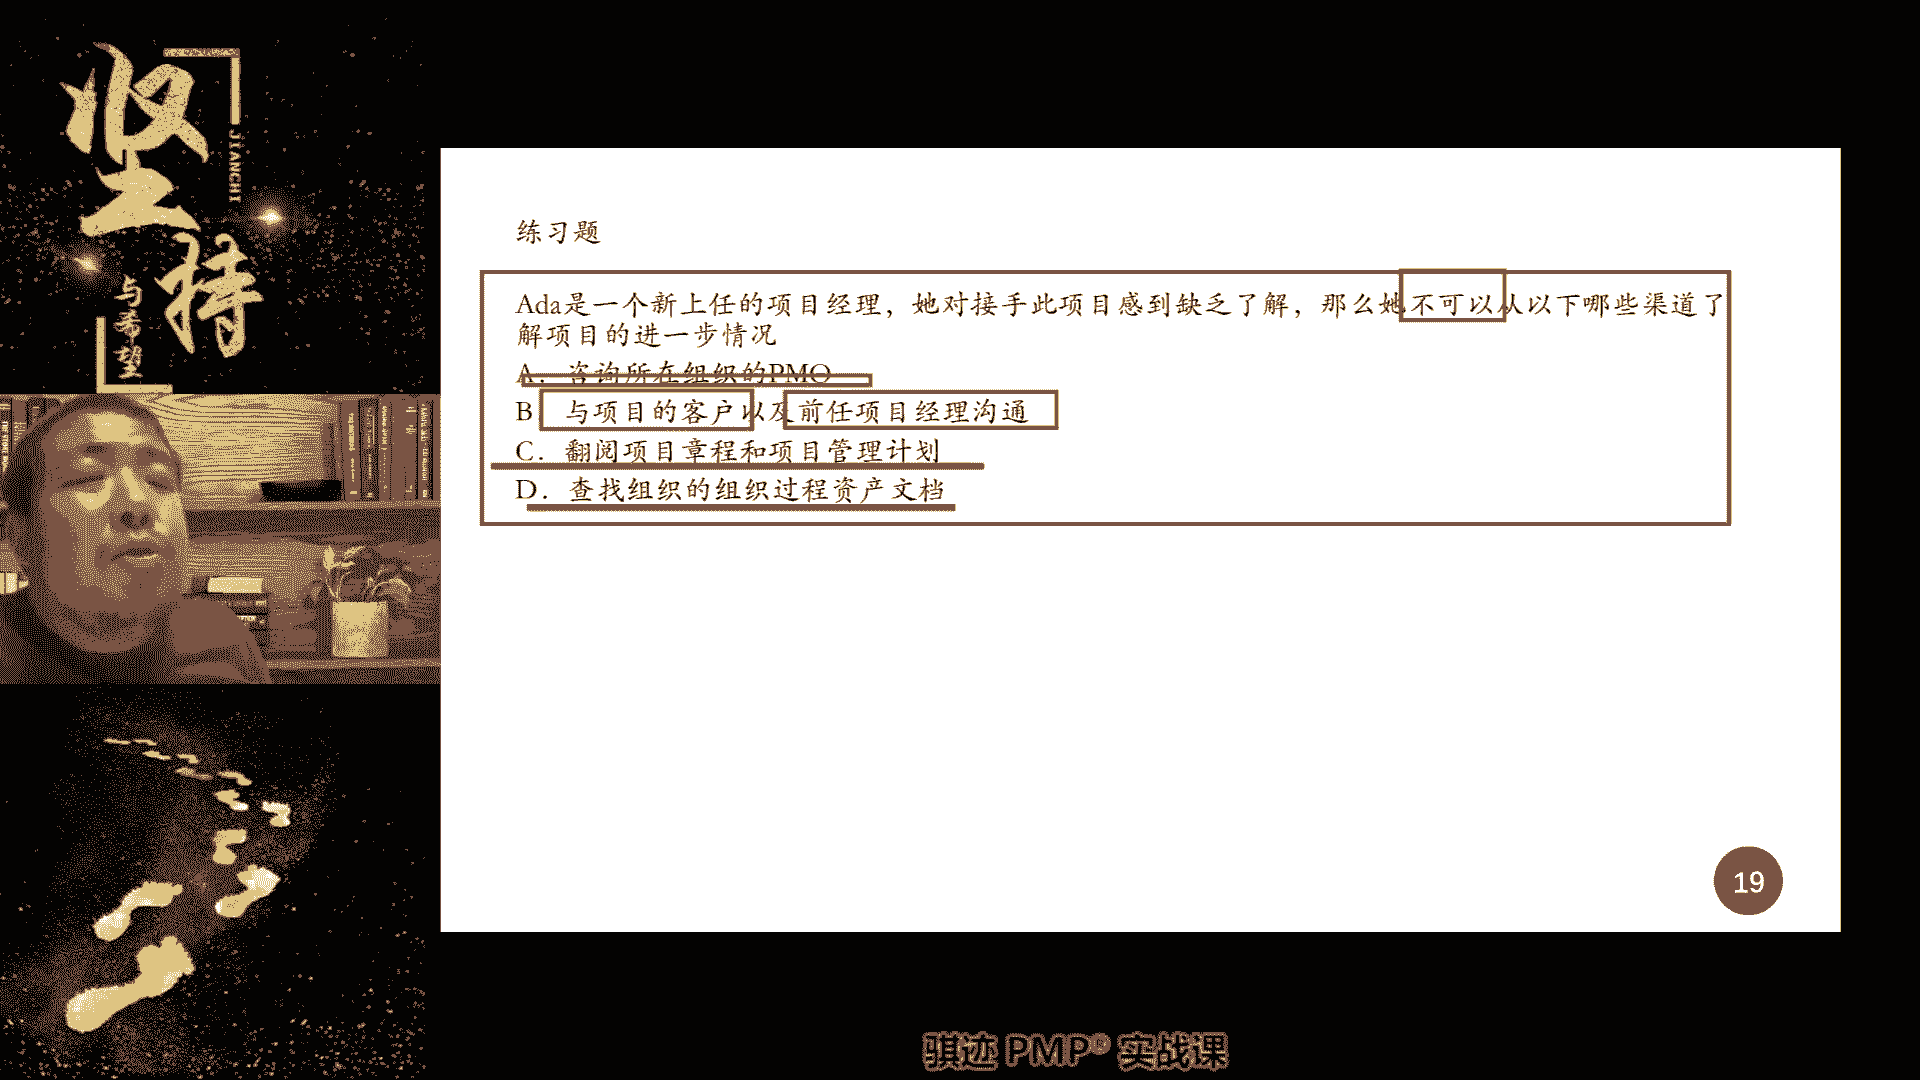 坚持
JIANCHI
与希望
练习题
Ada是一个新上任的项目经理，她对接手此项目感到缺乏了解，那么她不可以从以下哪些渠道了
解项目的进一步情况
A．咨询所在组织的PMO
B 与项目的客户以及前任项目经理沟通
C．翻阅项目章程和项目管理计划
D．查找组织的组织过程资产文档
19
骐迹 PMP® 实战课